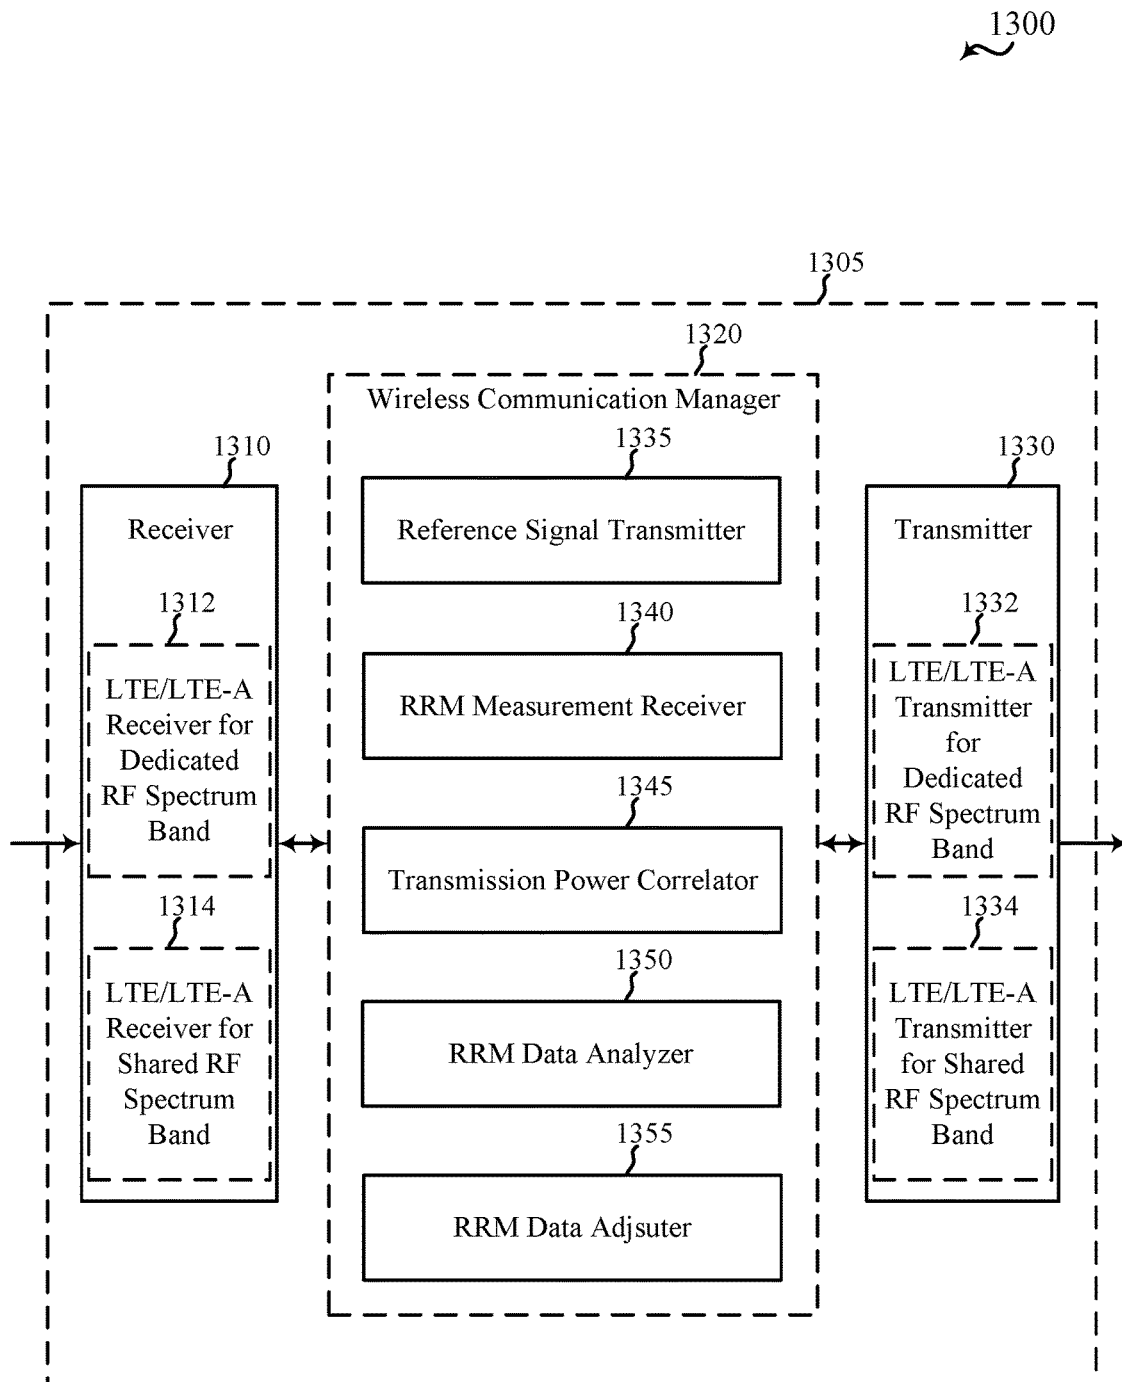 1300
1305
1320
Wireless Communication Manager
1310
Receiver
1312
LTE/LTE-A
Receiver for
Dedicated
RF Spectrum
Band
1314
LTE/LTE-A
Receiver for
Shared RF
Spectrum
Band
1335
Reference Signal Transmitter
1340
RRM Measurement Receiver
1345
Transmission Power Correlator
1350
RRM Data Analyzer
1355
RRM Data Adjsuter
1330
Transmitter
1332
LTE/LTE-A
Transmitter
for
Dedicated
RF Spectrum
Band
1334
LTE/LTE-A
Transmitter
for Shared
RF Spectrum
Band